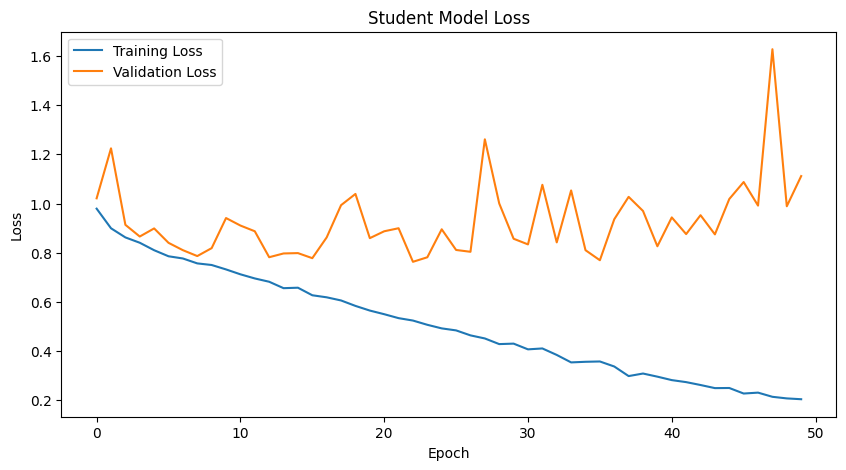 Student Model Loss
Training Loss
Validation Loss
Loss
1.6
1.4
1.2
1.0
0.8
0.6
0.4
0.2
0
10
20
30
40
50
Epoch